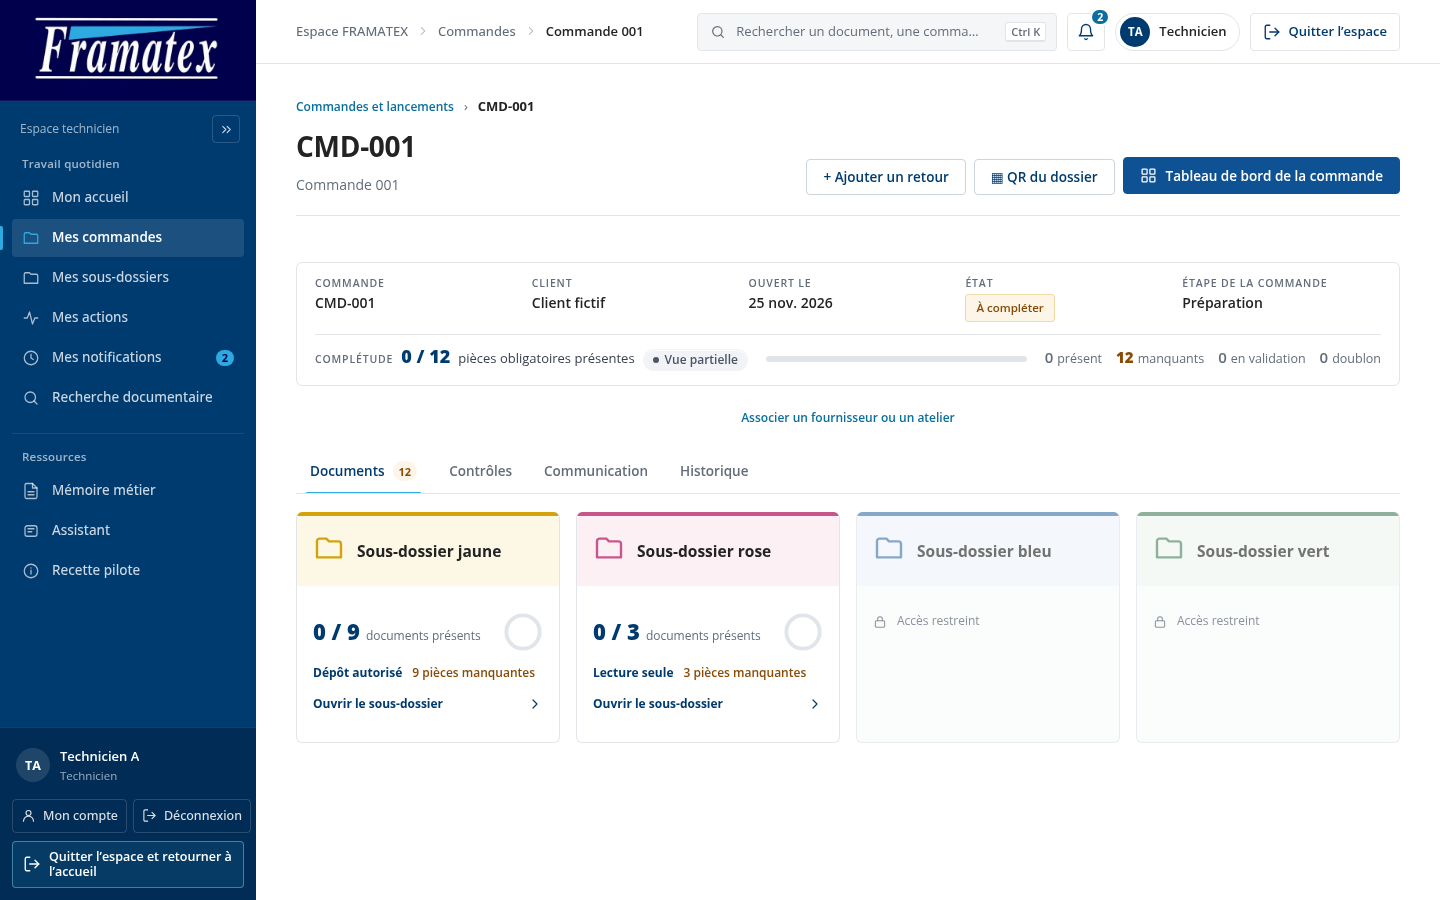 Framatex
Espace technicien
Travail quotidien
Mon accueil
Mes commandes
Mes sous-dossiers
Mes actions
Mes notifications 2
Recherche documentaire
Ressources
Mémoire métier
Assistant
Recette pilote
TA Technicien A
Technicien
Mon compte Déconnexion
Quitter l’espace et retourner à
l’accueil
Espace FRAMATEX Commandes Commande 001
Rechercher un document, une comma... Ctrl K
2
TA Technicien
Quitter l’espace
Commandes et lancements › CMD-001
CMD-001
Commande 001
+ Ajouter un retour
QR du dossier
Tableau de bord de la commande
COMMANDE CLIENT OUVERT LE ÉTAT ÉTAPE DE LA COMMANDE
CMD-001 Client fictif 25 nov. 2026 À compléter Préparation
COMPLÉTUDE 0 / 12 pièces obligatoires présentes Vue partielle 0 présent 12 manquants 0 en validation 0 doublon
Associer un fournisseur ou un atelier
Documents 12 Contrôles Communication Historique
Sous-dossier jaune
0 / 9 documents présents
Dépôt autorisé 9 pièces manquantes
Ouvrir le sous-dossier
Sous-dossier rose
0 / 3 documents présents
Lecture seule 3 pièces manquantes
Ouvrir le sous-dossier
Sous-dossier bleu
Accès restreint
Sous-dossier vert
Accès restreint